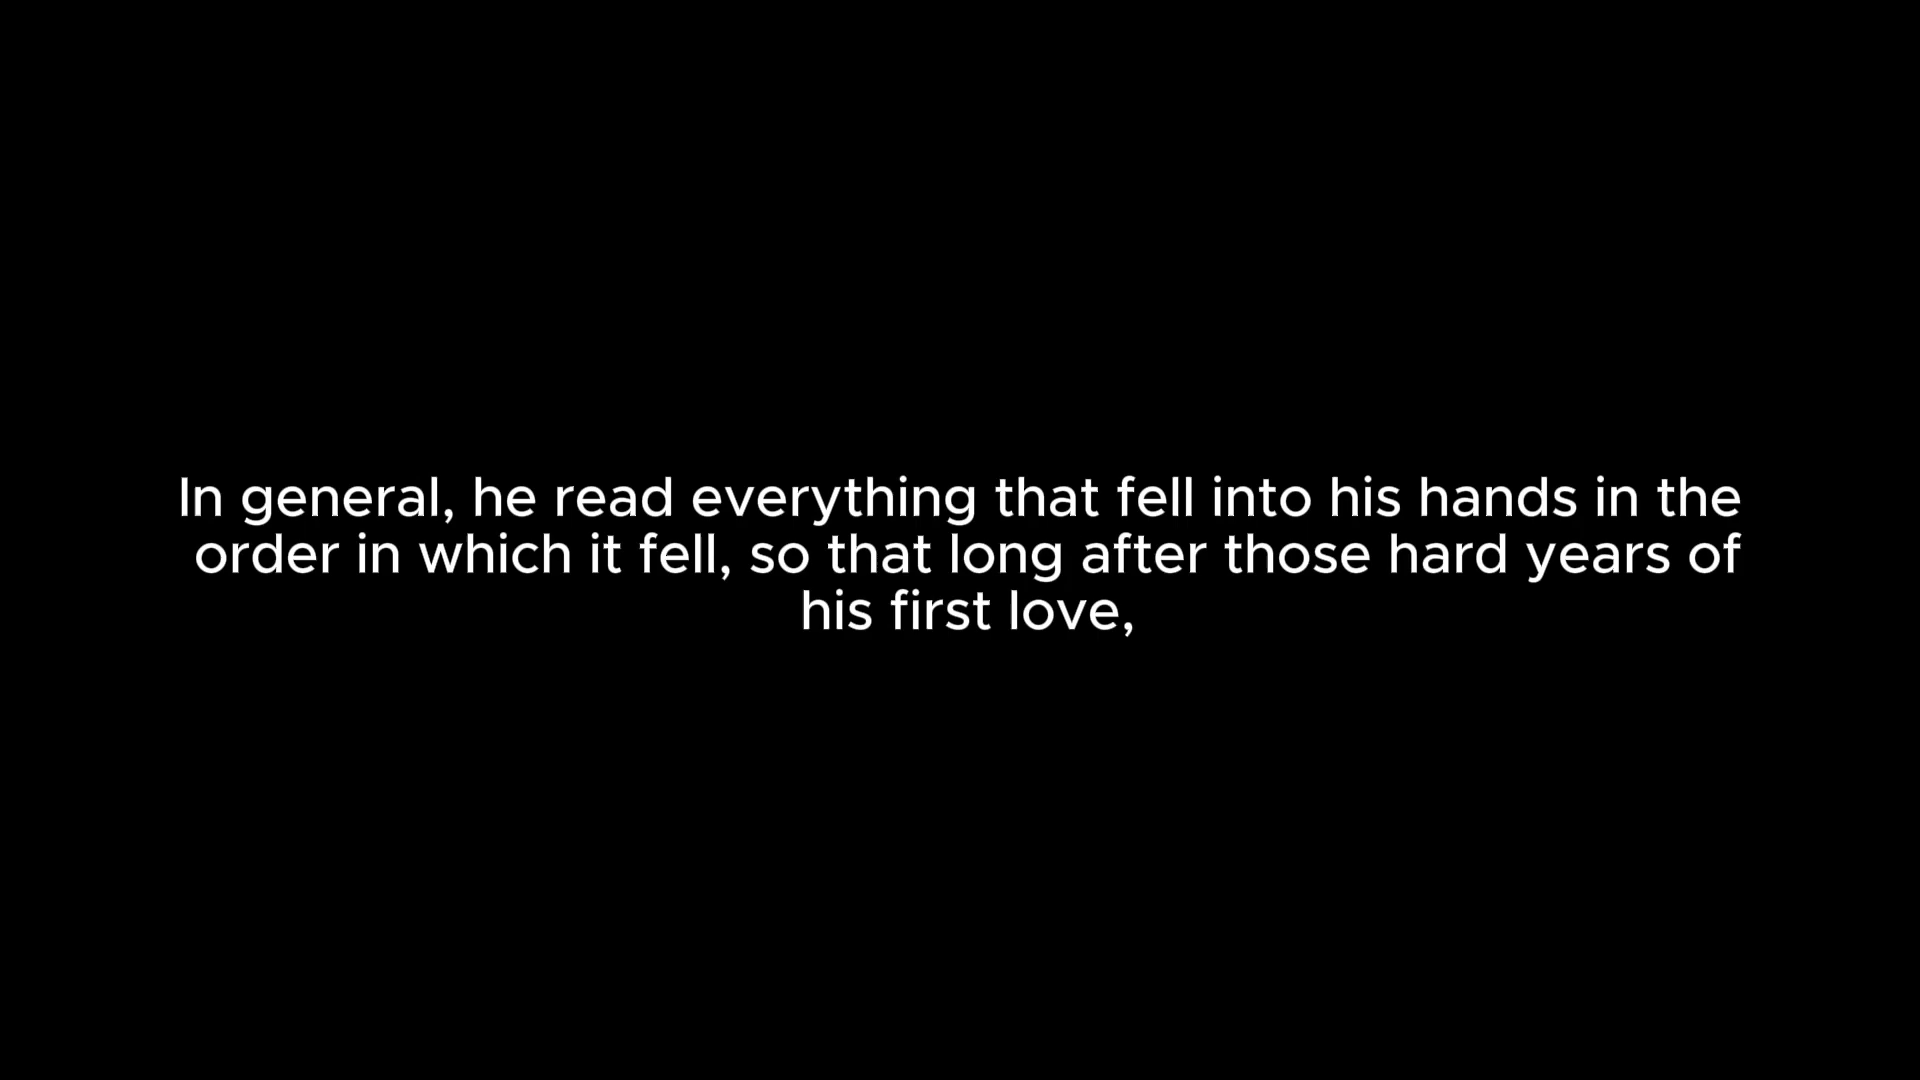 In general, he read everything that fell into his hands in the
order in which it fell, so that long after those hard years of
his first love,